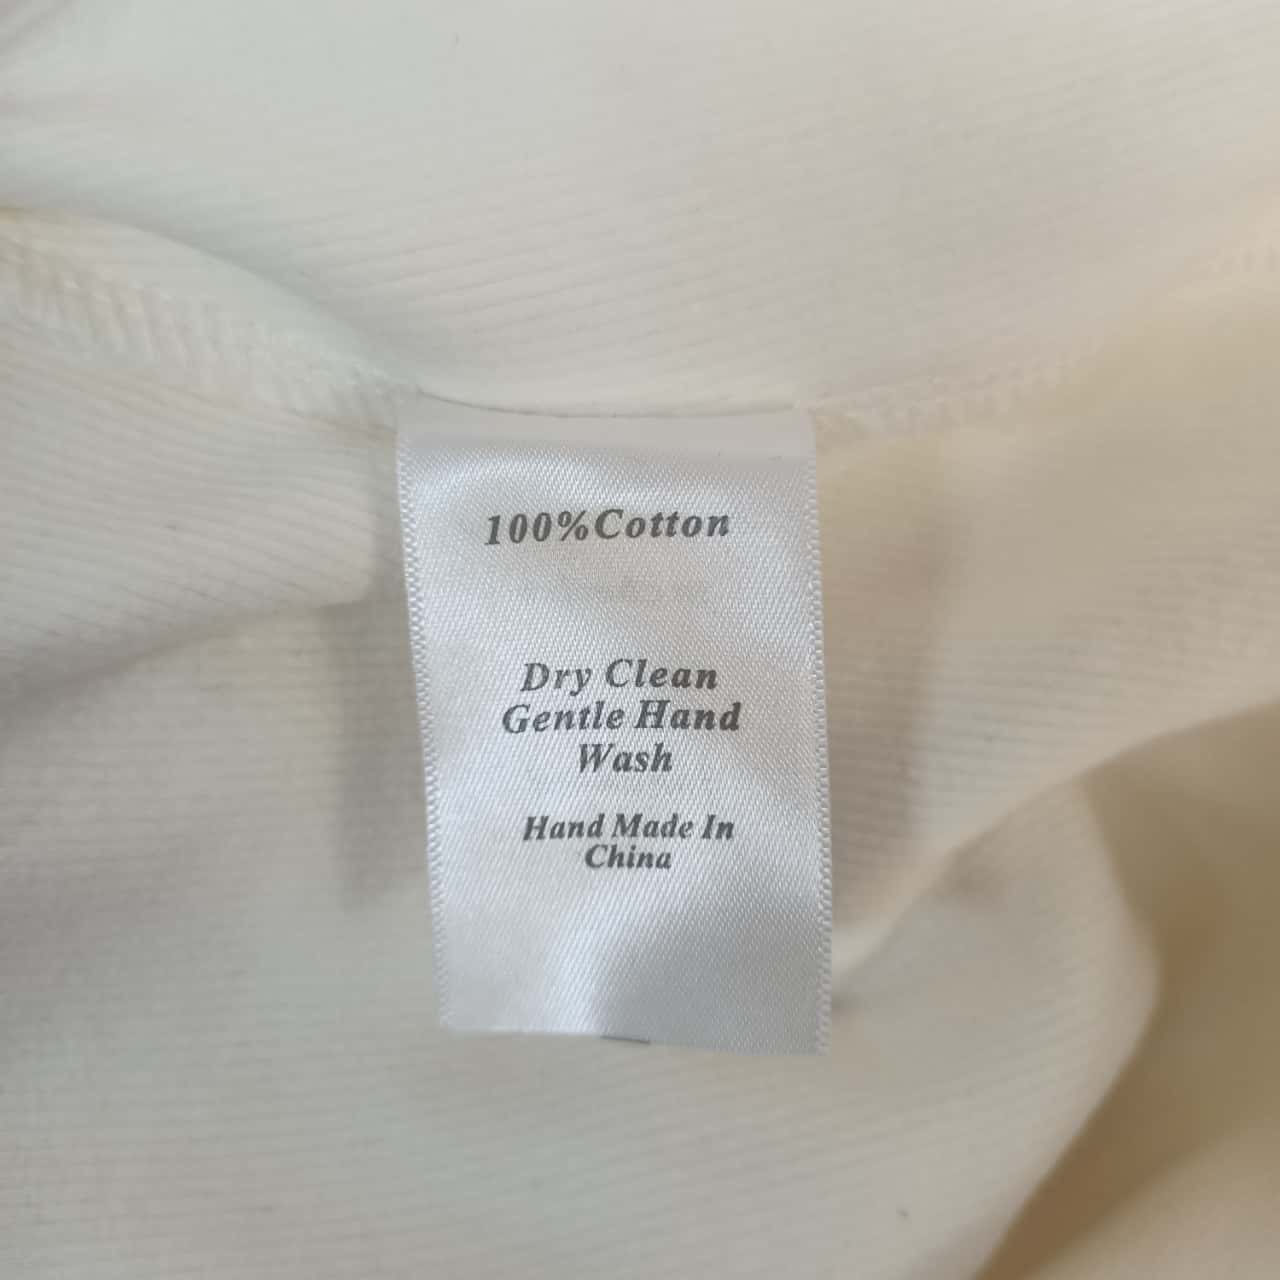 100%Cotton
Dry Clean
Gentle Hand
Wash
Hand Made In
China